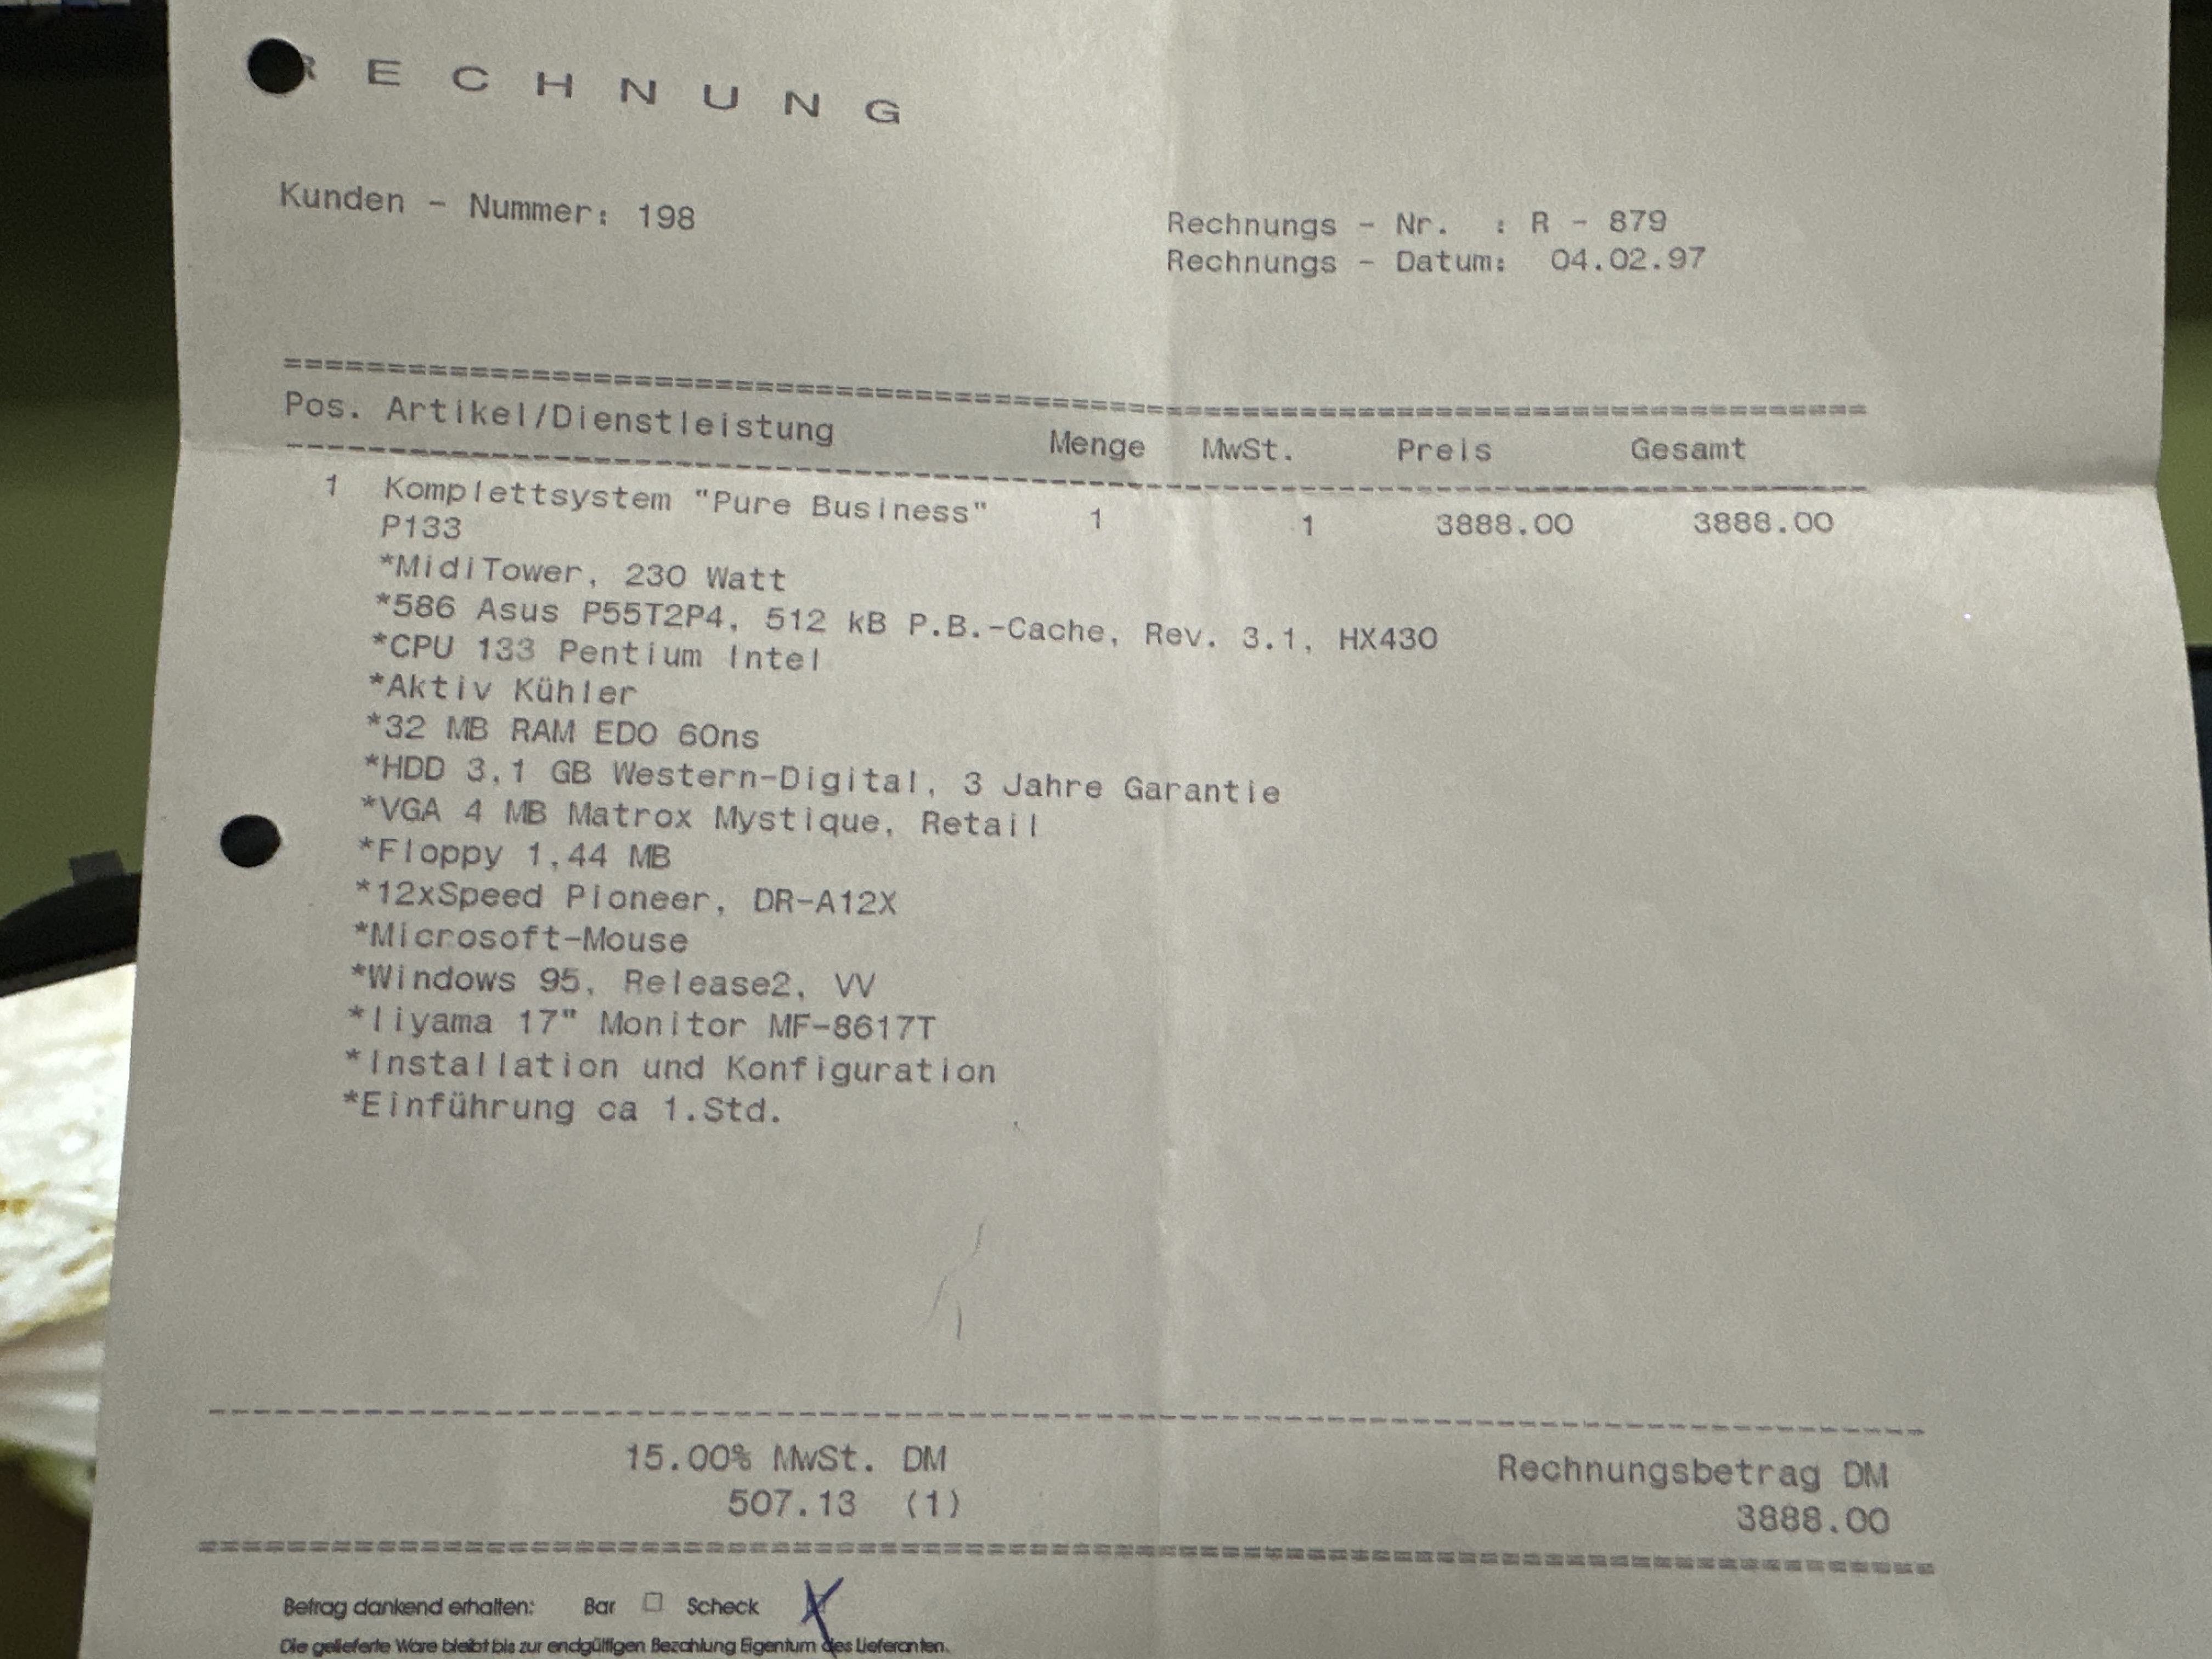 R E C H N U N G
Kunden - Nummer: 198
Rechnungs - Nr. : R - 879
Rechnungs - Datum: 04.02.97
Pos. Artikel/Dienstleistung Menge MwSt. Preis Gesamt
1 Komplettsystem "Pure Business" 1 1 3888.00 3888.00
P133
*MidiTower, 230 Watt
*586 Asus P55T2P4, 512 kB P.B.-Cache, Rev. 3.1, HX430
*CPU 133 Pentium Intel
*Aktiv Kühler
*32 MB RAM EDO 60ns
*HDD 3,1 GB Western-Digital, 3 Jahre Garantie
*VGA 4 MB Matrox Mystique, Retail
*Floppy 1,44 MB
*12xSpeed Pioneer, DR-A12X
*Microsoft-Mouse
*Windows 95, Release2, VV
*Iiyama 17" Monitor MF-8617T
*Installation und Konfiguration
*Einführung ca 1.Std.
15.00% MwSt. DM Rechnungsbetrag DM
507.13 (1) 3888.00
Betrag dankend erhalten: Bar ☐ Scheck X
Die gelieferte Ware bleibt bis zur endgültigen Bezahlung Eigentum des Lieferanten.